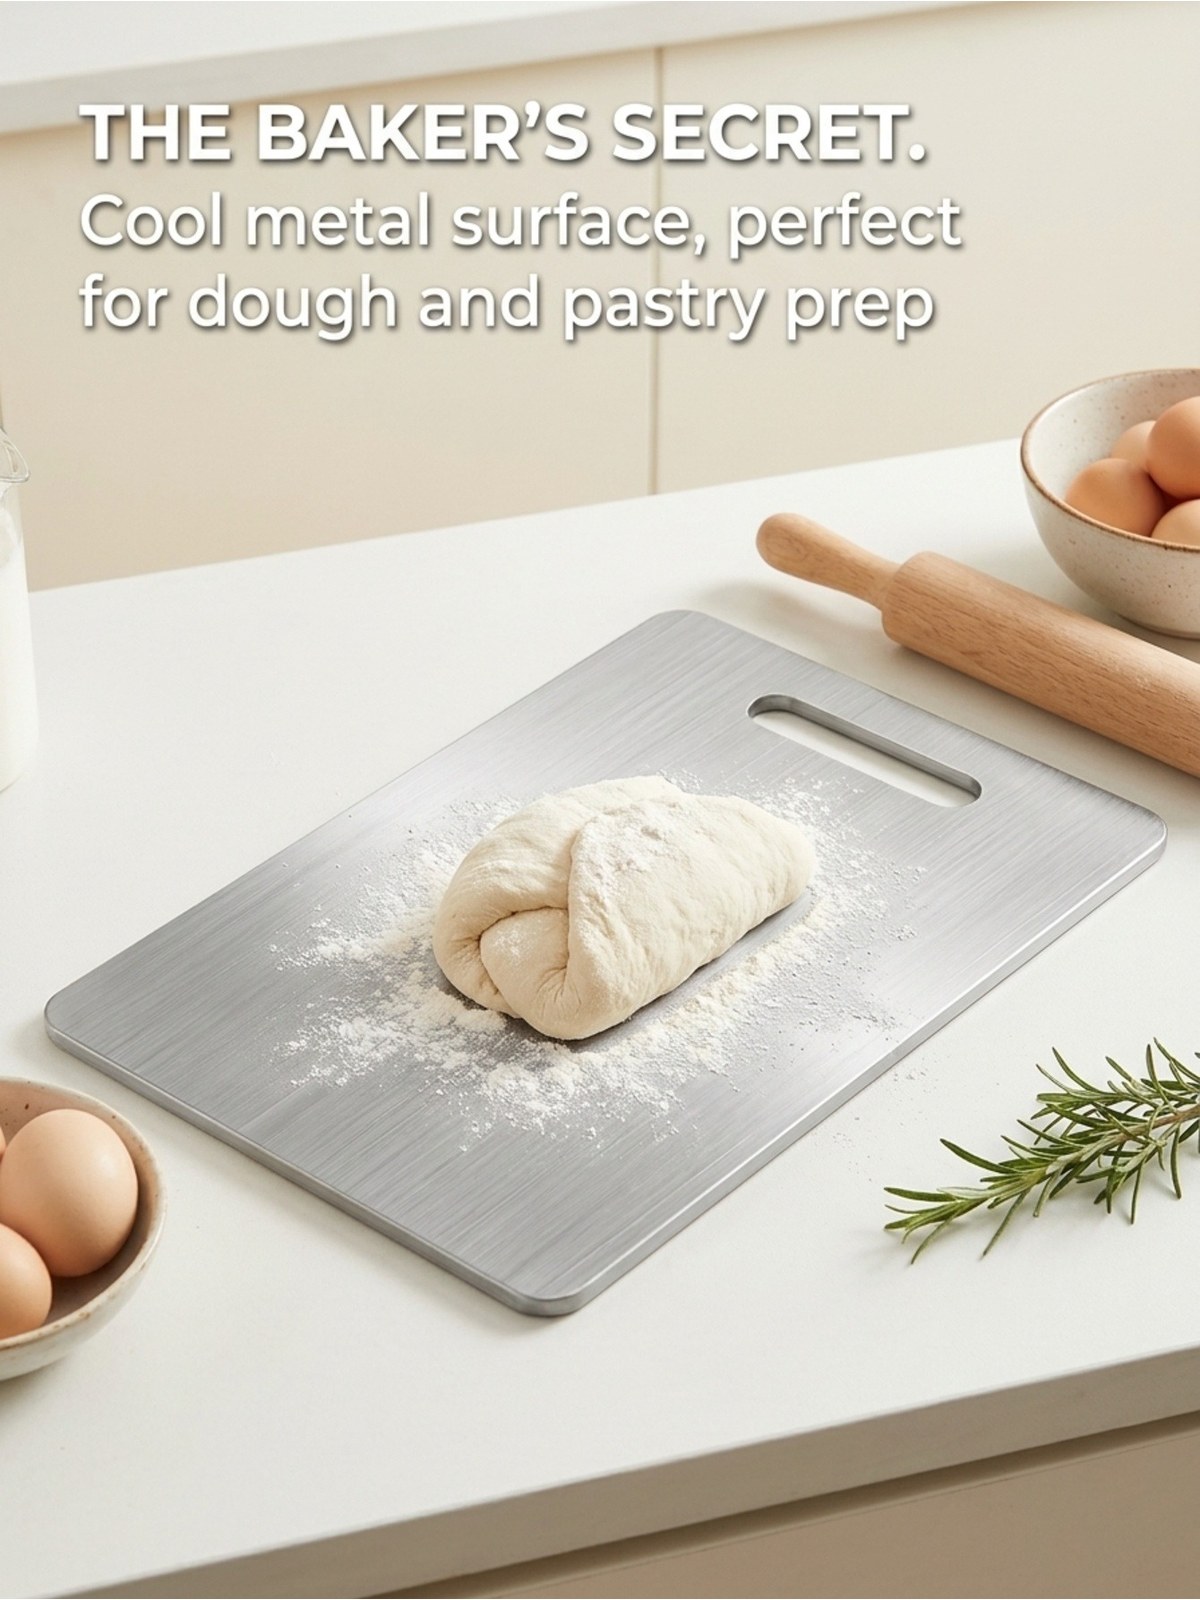 THE BAKER’S SECRET.
Cool metal surface, perfect
for dough and pastry prep